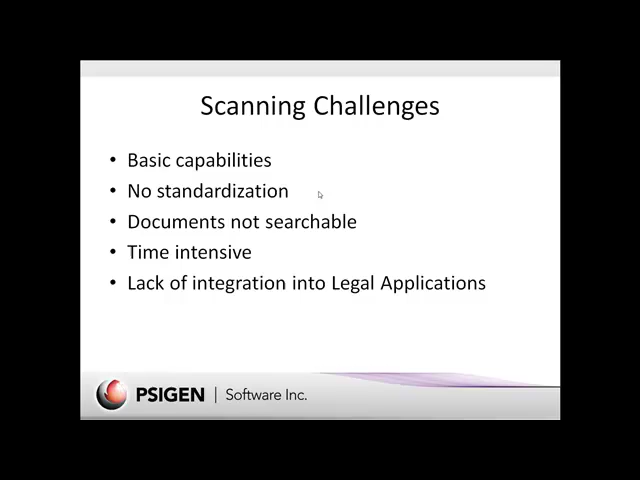 Scanning Challenges
• Basic capabilities
• No standardization
• Documents not searchable
• Time intensive
• Lack of integration into Legal Applications
PSIGEN | Software Inc.